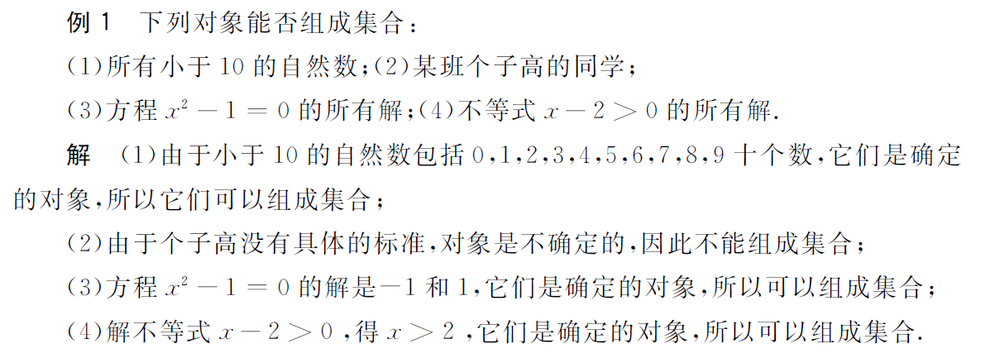 例 1 下列对象能否组成集合:
(1)所有小于 10 的自然数;(2)某班个子高的同学;
(3)方程 x² − 1 = 0 的所有解;(4)不等式 x − 2 > 0 的所有解.
解 (1)由于小于 10 的自然数包括 0,1,2,3,4,5,6,7,8,9 十个数,它们是确定
的对象,所以它们可以组成集合;
(2)由于个子高没有具体的标准,对象是不确定的,因此不能组成集合;
(3)方程 x² − 1 = 0 的解是−1 和 1,它们是确定的对象,所以可以组成集合;
(4)解不等式 x − 2 > 0 ,得 x > 2 ,它们是确定的对象,所以可以组成集合.